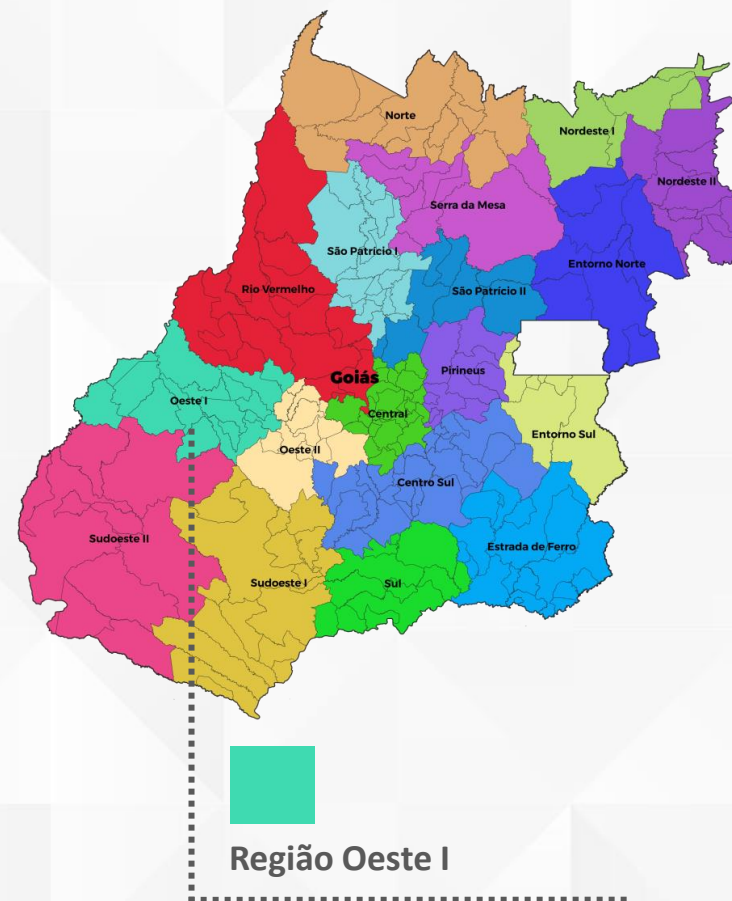 Norte
Nordeste I
Nordeste II
Serra da Mesa
São Patrício I
Entorno Norte
Rio Vermelho
São Patrício II
Goiás
Pirineus
Oeste I
Central
Entorno Sul
Oeste II
Centro Sul
Sudoeste II
Estrada de Ferro
Sudoeste I
Sul
Região Oeste I